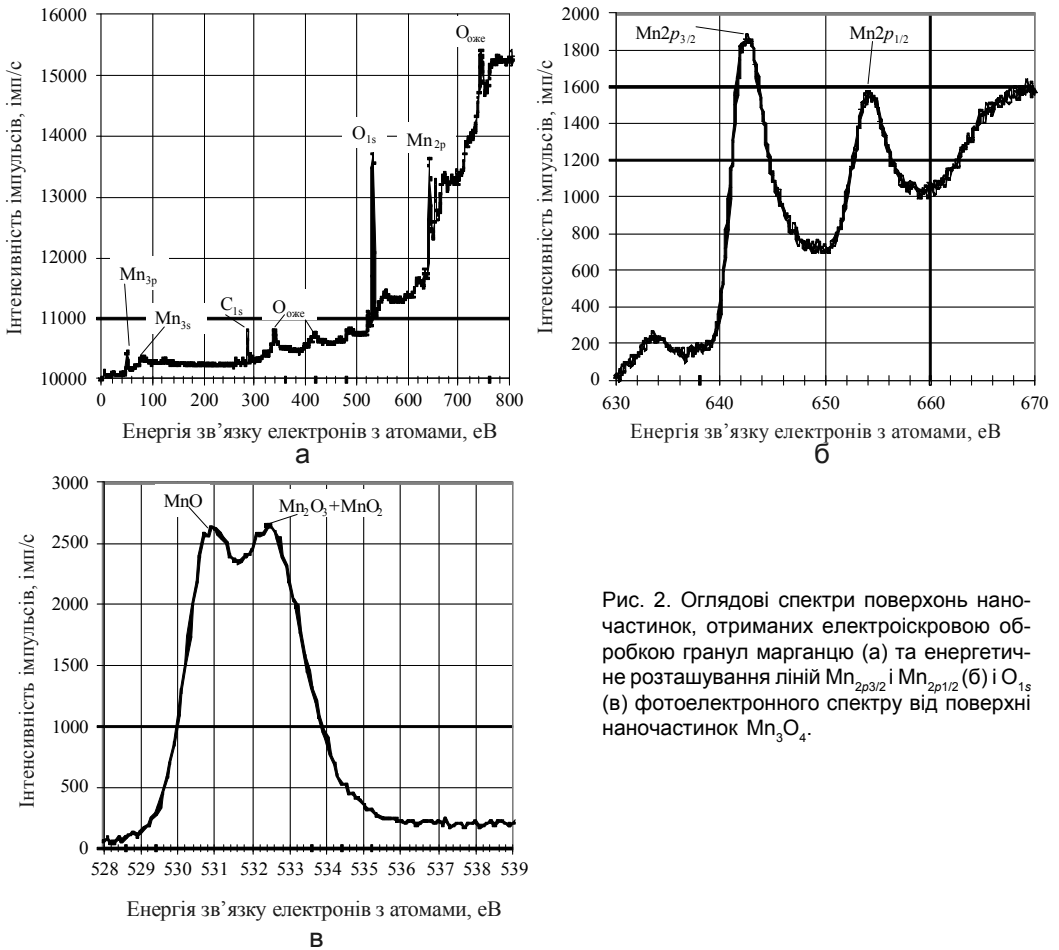 Інтенсивність імпульсів, імп/с
16000
15000
14000
13000
12000
11000
10000
Mn3p
Mn3s
C1s
Oоже
O1s
Mn2p
Oоже
0 100 200 300 400 500 600 700 800
Енергія зв’язку електронів з атомами, еВ
а
Інтенсивність імпульсів, імп/с
2000
1800
1600
1400
1200
1000
800
600
400
200
0
Mn2p3/2
Mn2p1/2
630 640 650 660 670
Енергія зв’язку електронів з атомами, еВ
б
Інтенсивність імпульсів, імп/с
3000
2500
2000
1500
1000
500
0
MnO
Mn2O3+MnO2
528 529 530 531 532 533 534 535 536 537 538 539
Енергія зв’язку електронів з атомами, еВ
в
Рис. 2. Оглядові спектри поверхонь нано-
частинок, отриманих електроіскровою об-
робкою гранул марганцю (а) та енергетич-
не розташування ліній Mn2p3/2 і Mn2p1/2 (б) і O1s
(в) фотоелектронного спектру від поверхні
наночастинок Mn3O4.